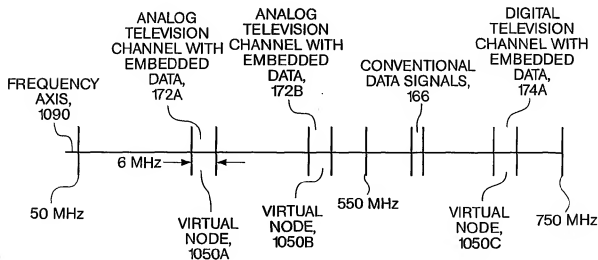 ANALOG
TELEVISION
CHANNEL WITH
EMBEDDED
DATA,
172A
ANALOG
TELEVISION
CHANNEL WITH
EMBEDDED
DATA,
172B
CONVENTIONAL
DATA SIGNALS,
166
DIGITAL
TELEVISION
CHANNEL WITH
EMBEDDED
DATA,
174A
FREQUENCY
AXIS,
1090
6 MHz
50 MHz
VIRTUAL
NODE,
1050A
VIRTUAL
NODE,
1050B
550 MHz
VIRTUAL
NODE,
1050C
750 MHz